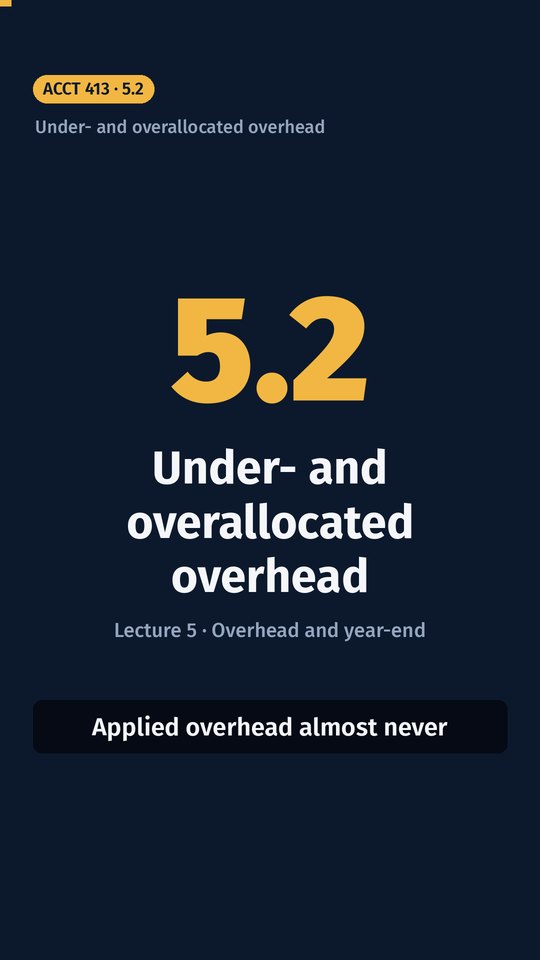 ACCT 413 · 5.2
Under- and overallocated overhead
5.2
Under- and
overallocated
overhead
Lecture 5 · Overhead and year-end
Applied overhead almost never